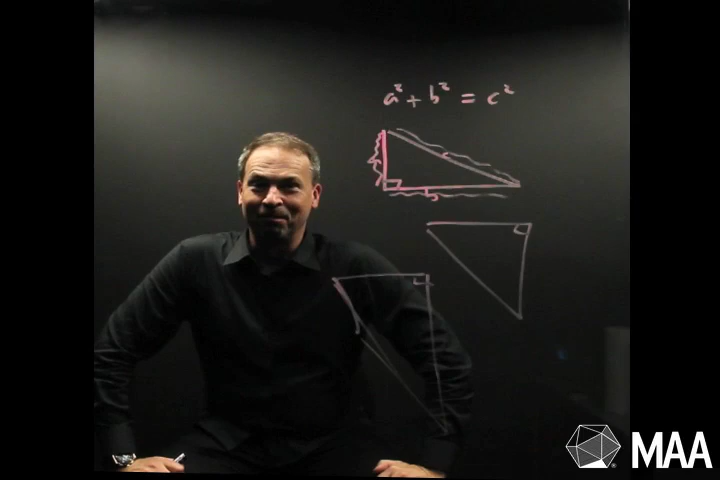 a² + b² = c²
a
c
b
MAA